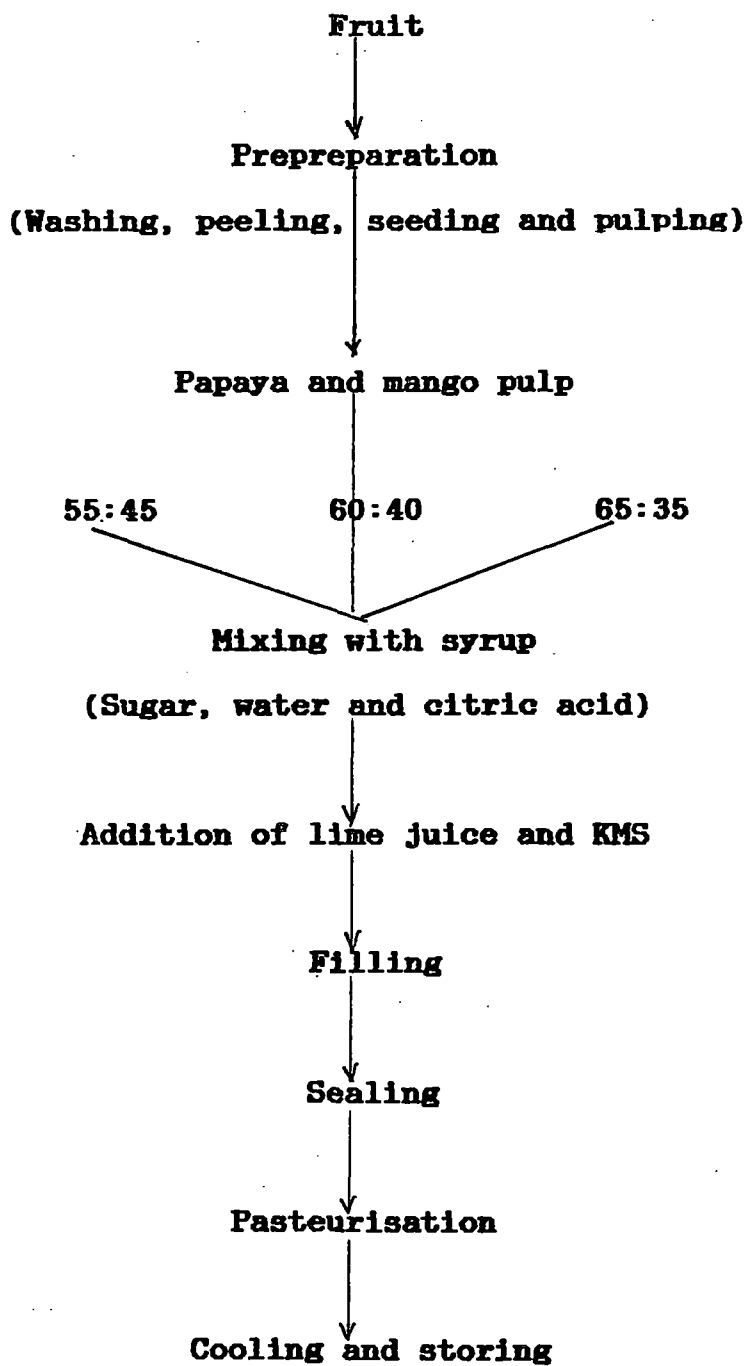 Fruit
Prepreparation
(Washing, peeling, seeding and pulping)
Papaya and mango pulp
55:45 60:40 65:35
Mixing with syrup
(Sugar, water and citric acid)
Addition of lime juice and KMS
Filling
Sealing
Pasteurisation
Cooling and storing